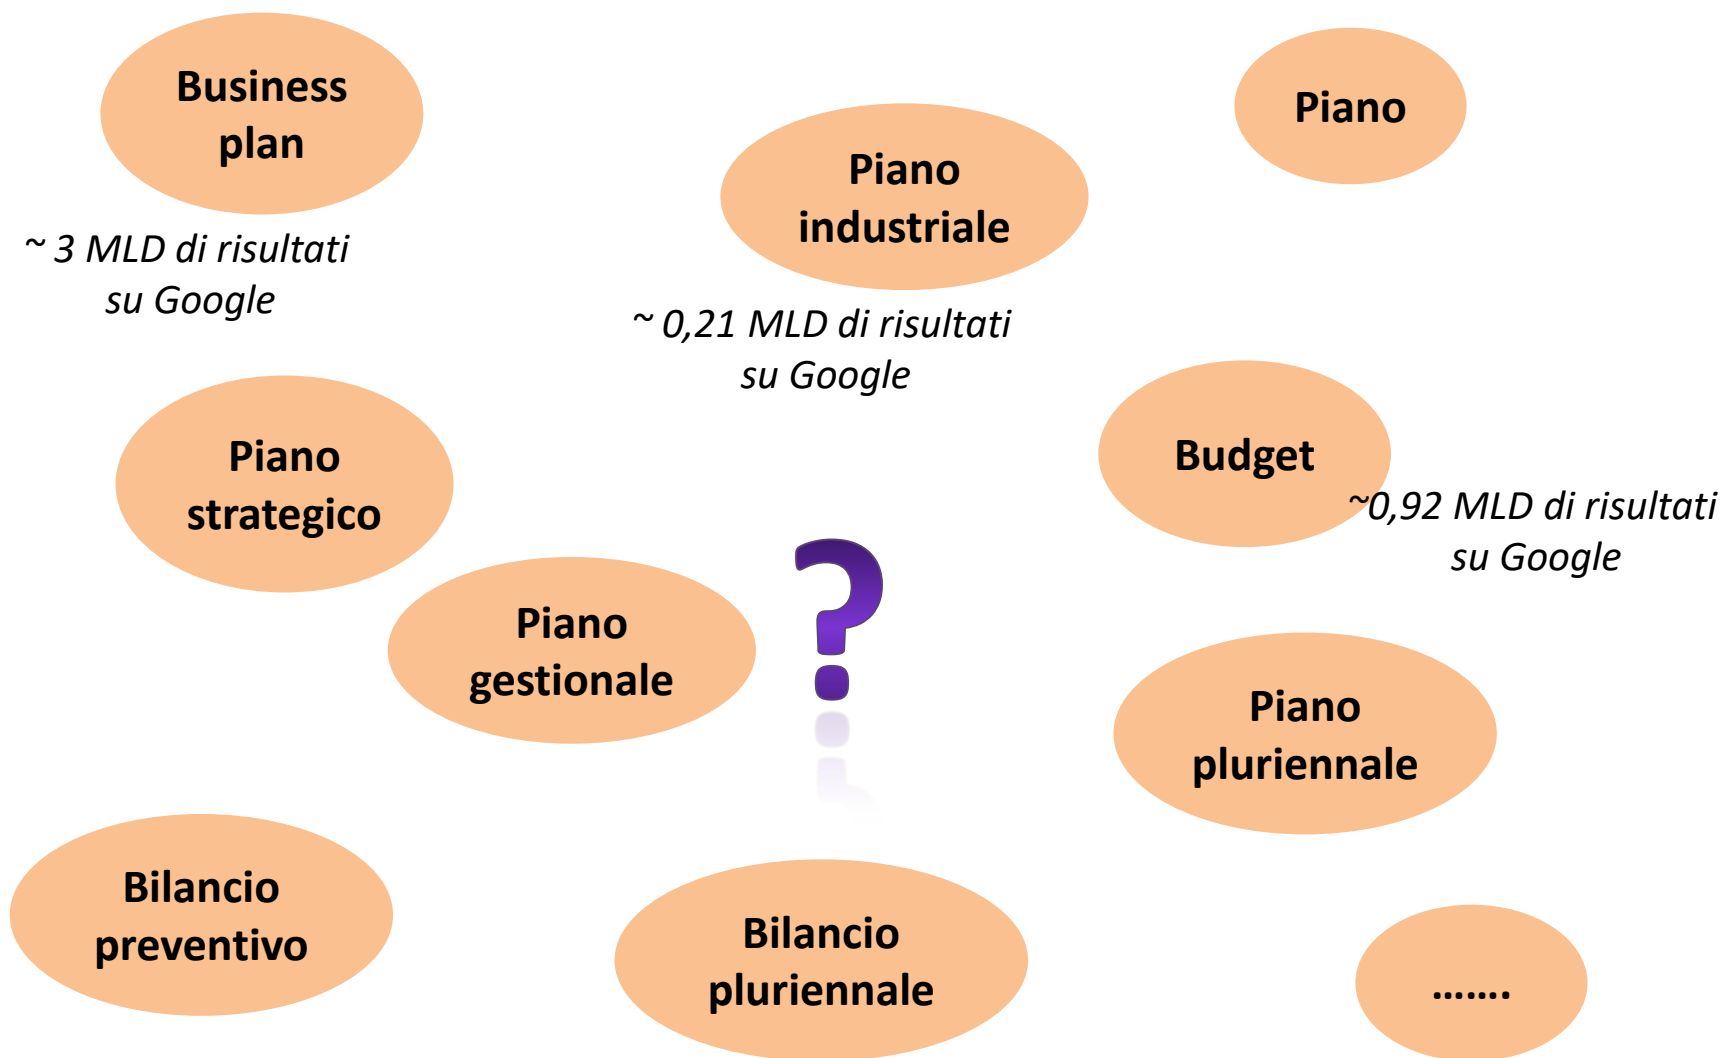 Business
plan
~ 3 MLD di risultati
su Google
Piano
industriale
~ 0,21 MLD di risultati
su Google
Piano
Piano
strategico
Budget
~0,92 MLD di risultati
su Google
Piano
gestionale
?
Piano
pluriennale
Bilancio
preventivo
Bilancio
pluriennale
.......